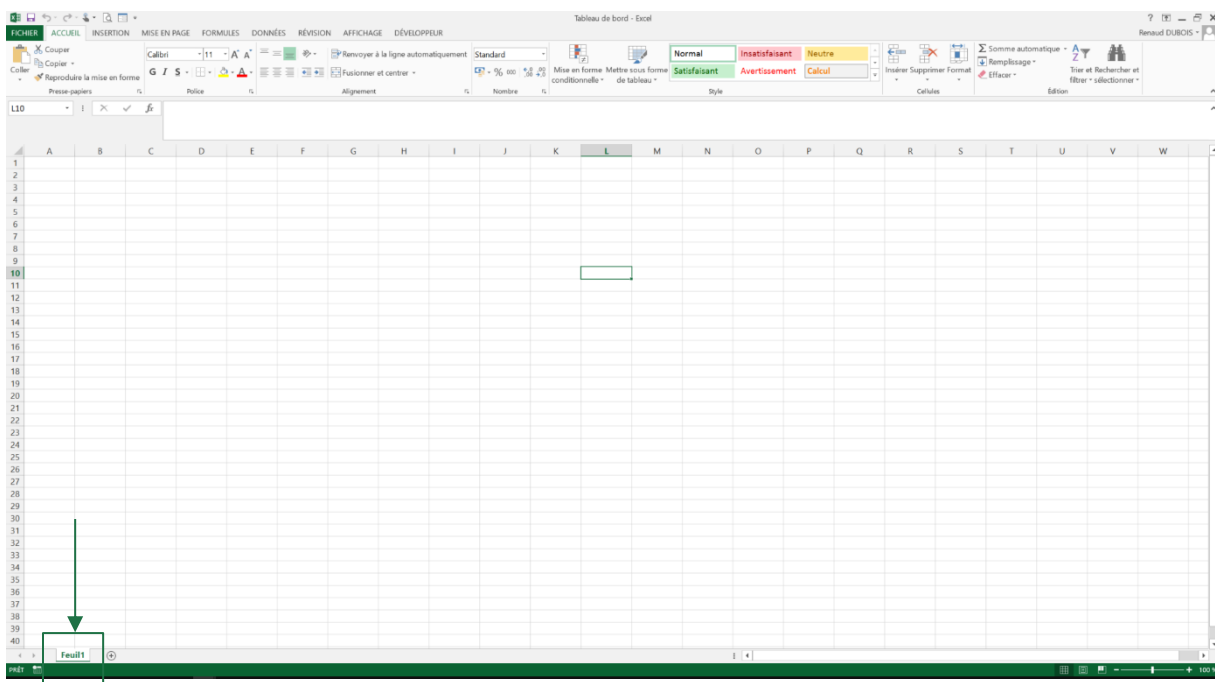 Tableau de bord - Excel
FICHIER ACCUEIL INSERTION MISE EN PAGE FORMULES DONNÉES RÉVISION AFFICHAGE DÉVELOPPEUR Renaud DUBOIS
Coller
Couper
Copier
Reproduire la mise en forme
Presse-papiers
Calibri 11
G I S
Police
Renvoyer à la ligne automatiquement
Fusionner et centrer
Alignement
Standard
% 000
Nombre
Mise en forme conditionnelle
Mettre sous forme de tableau
Normal Insatisfaisant Neutre
Satisfaisant Avertissement Calcul
Style
Insérer Supprimer Format
Cellules
Somme automatique
Remplissage
Effacer
Trier et filtrer
Rechercher et sélectionner
Édition
L10 fx
A B C D E F G H I J K L M N O P Q R S T U V W
1
2
3
4
5
6
7
8
9
10
11
12
13
14
15
16
17
18
19
20
21
22
23
24
25
26
27
28
29
30
31
32
33
34
35
36
37
38
39
40
Feuil1
PRÊT 100 %